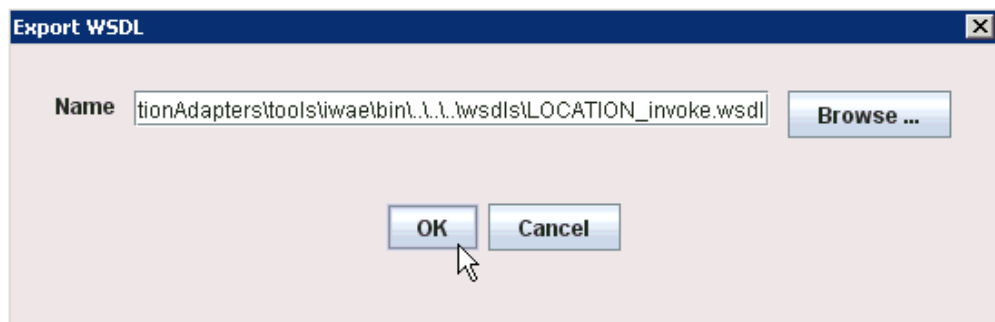 Export WSDL
Name tionAdapters\tools\iwae\bin\..\..\..\wsdls\LOCATION_invoke.wsdl Browse ...
OK Cancel